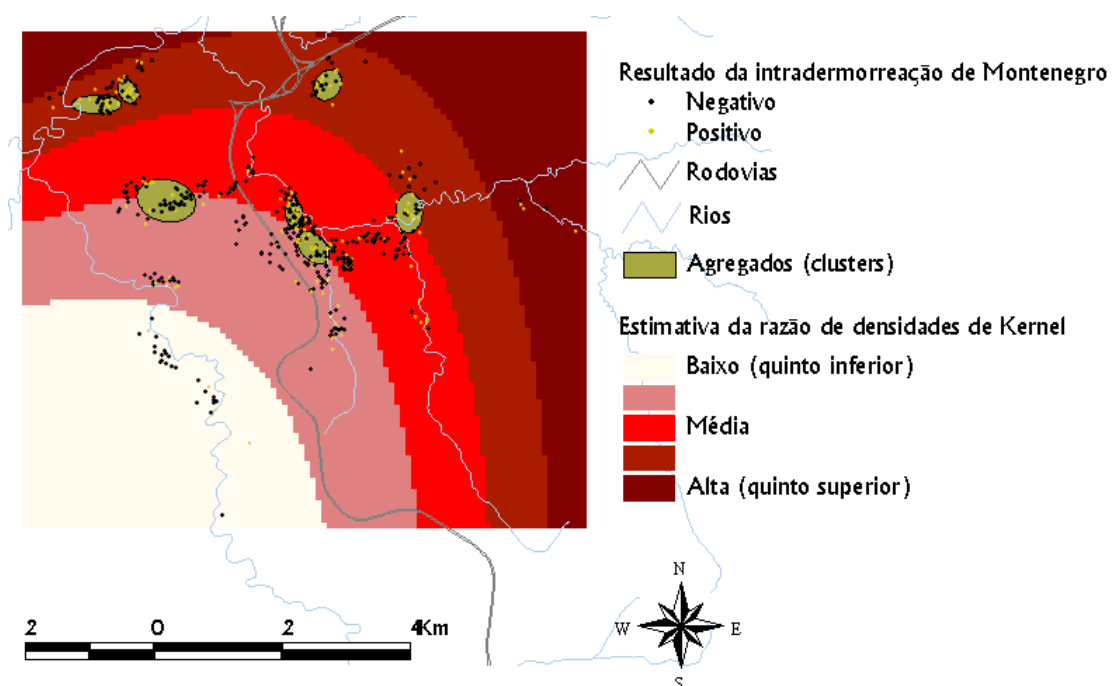 Resultado da intradermorreação de Montenegro
Negativo
Positivo
Rodovias
Rios
Agregados (clusters)
Estimativa da razão de densidades de Kernel
Baixo (quinto inferior)
Média
Alta (quinto superior)
N
W E
S
2 0 2 4Km